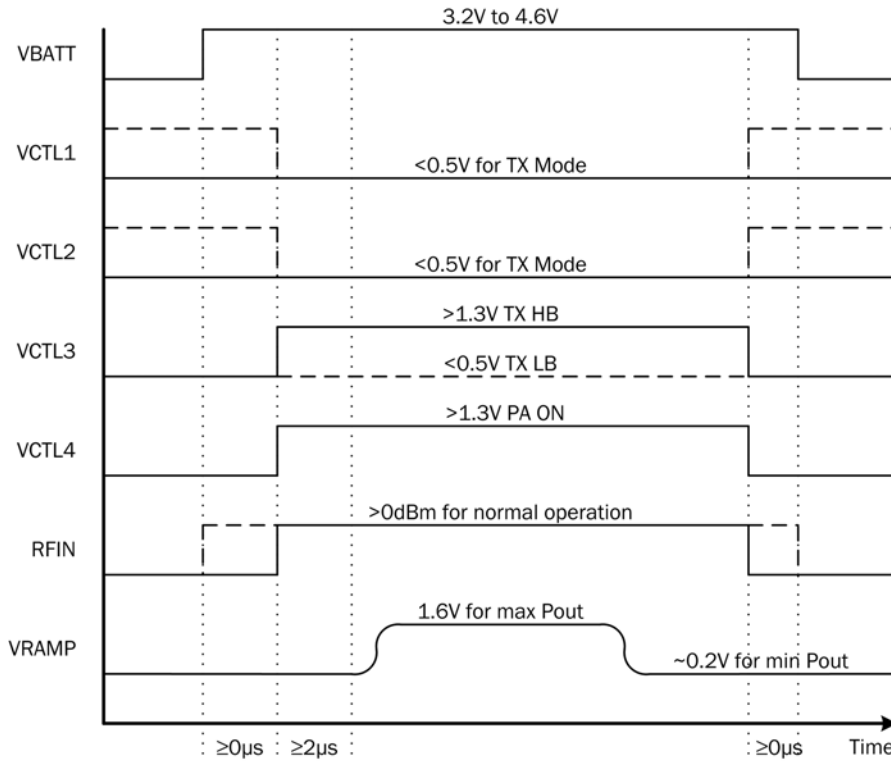 3.2V to 4.6V
VBATT
VCTL1
<0.5V for TX Mode
VCTL2
<0.5V for TX Mode
>1.3V TX HB
VCTL3
<0.5V TX LB
>1.3V PA ON
VCTL4
>0dBm for normal operation
RFIN
1.6V for max Pout
VRAMP
~0.2V for min Pout
≥0µs ≥2µs ≥0µs Time